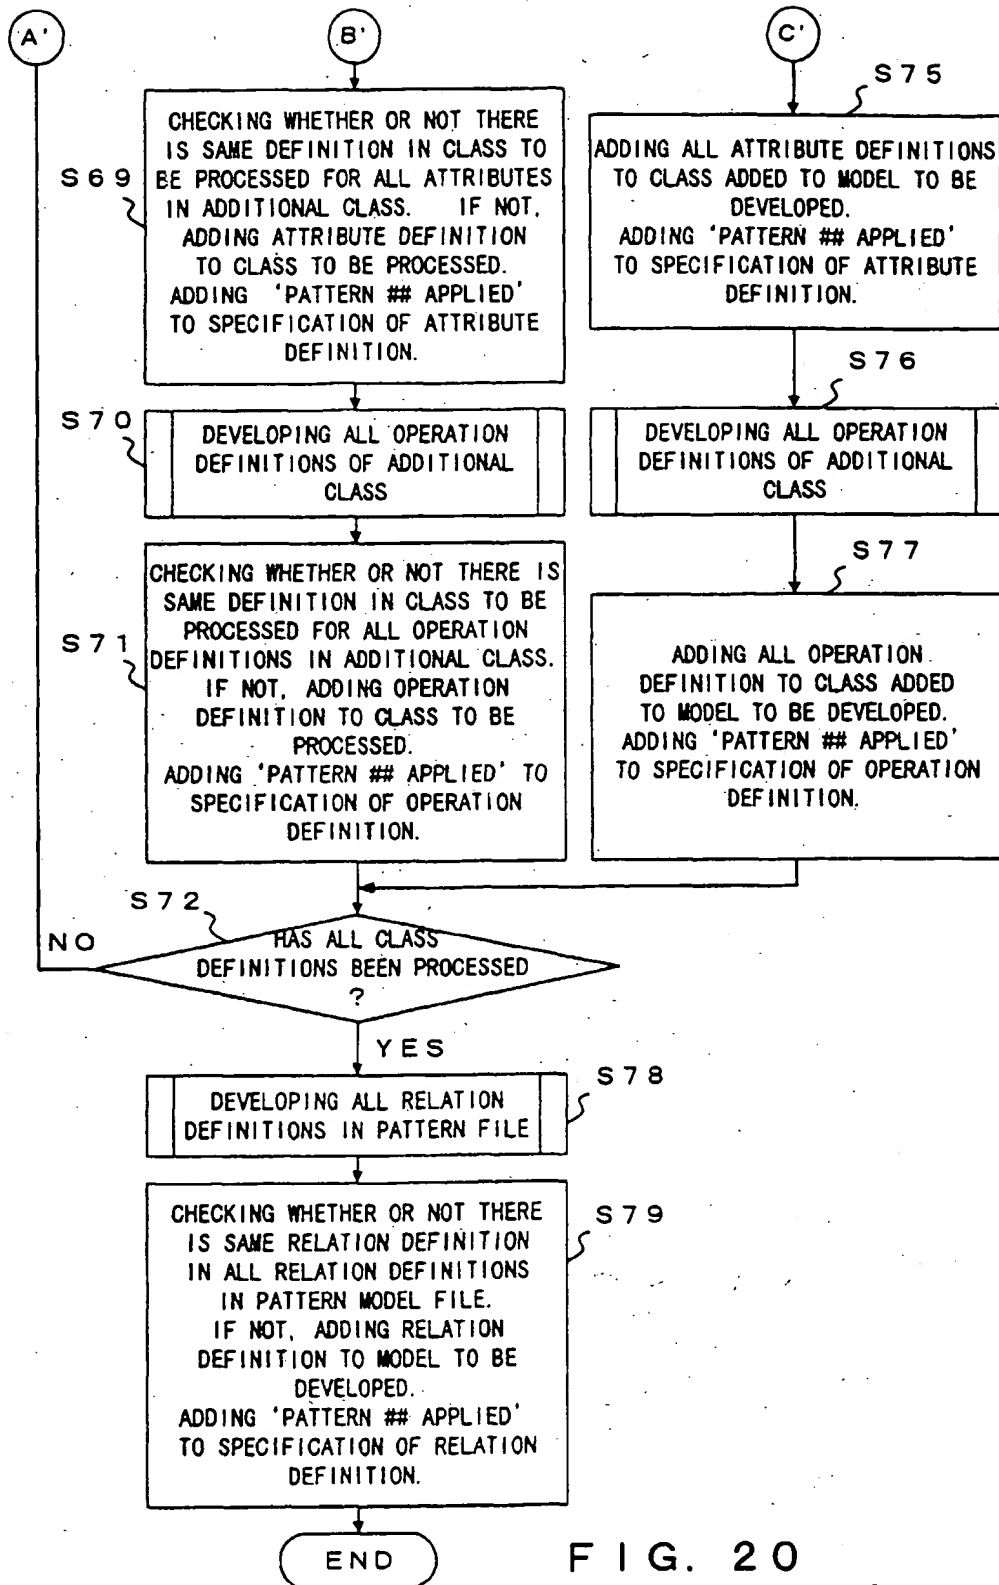 A'
B'
C'
S69
CHECKING WHETHER OR NOT THERE
IS SAME DEFINITION IN CLASS TO
BE PROCESSED FOR ALL ATTRIBUTES
IN ADDITIONAL CLASS. IF NOT,
ADDING ATTRIBUTE DEFINITION
TO CLASS TO BE PROCESSED.
ADDING 'PATTERN ## APPLIED'
TO SPECIFICATION OF ATTRIBUTE
DEFINITION.
S75
ADDING ALL ATTRIBUTE DEFINITIONS
TO CLASS ADDED TO MODEL TO BE
DEVELOPED.
ADDING 'PATTERN ## APPLIED'
TO SPECIFICATION OF ATTRIBUTE
DEFINITION.
S70
DEVELOPING ALL OPERATION
DEFINITIONS OF ADDITIONAL
CLASS
S76
DEVELOPING ALL OPERATION
DEFINITIONS OF ADDITIONAL
CLASS
S71
CHECKING WHETHER OR NOT THERE IS
SAME DEFINITION IN CLASS TO BE
PROCESSED FOR ALL OPERATION
DEFINITIONS IN ADDITIONAL CLASS.
IF NOT, ADDING OPERATION
DEFINITION TO CLASS TO BE
PROCESSED.
ADDING 'PATTERN ## APPLIED' TO
SPECIFICATION OF OPERATION
DEFINITION.
S77
ADDING ALL OPERATION
DEFINITION TO CLASS ADDED
TO MODEL TO BE DEVELOPED.
ADDING 'PATTERN ## APPLIED'
TO SPECIFICATION OF OPERATION
DEFINITION.
S72
HAS ALL CLASS
DEFINITIONS BEEN PROCESSED
?
NO
YES
S78
DEVELOPING ALL RELATION
DEFINITIONS IN PATTERN FILE
S79
CHECKING WHETHER OR NOT THERE
IS SAME RELATION DEFINITION
IN ALL RELATION DEFINITIONS
IN PATTERN MODEL FILE.
IF NOT, ADDING RELATION
DEFINITION TO MODEL TO BE
DEVELOPED.
ADDING 'PATTERN ## APPLIED'
TO SPECIFICATION OF RELATION
DEFINITION.
END
FIG. 20